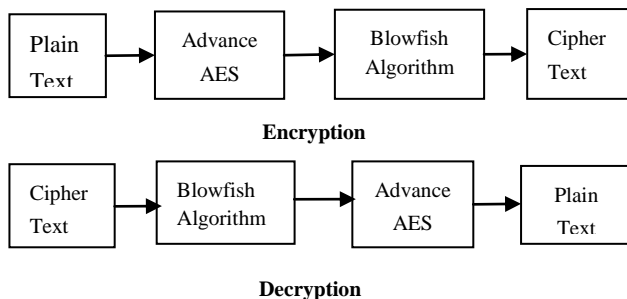 Plain
Text
Advance
AES
Blowfish
Algorithm
Cipher
Text
Encryption
Cipher
Text
Blowfish
Algorithm
Advance
AES
Plain
Text
Decryption